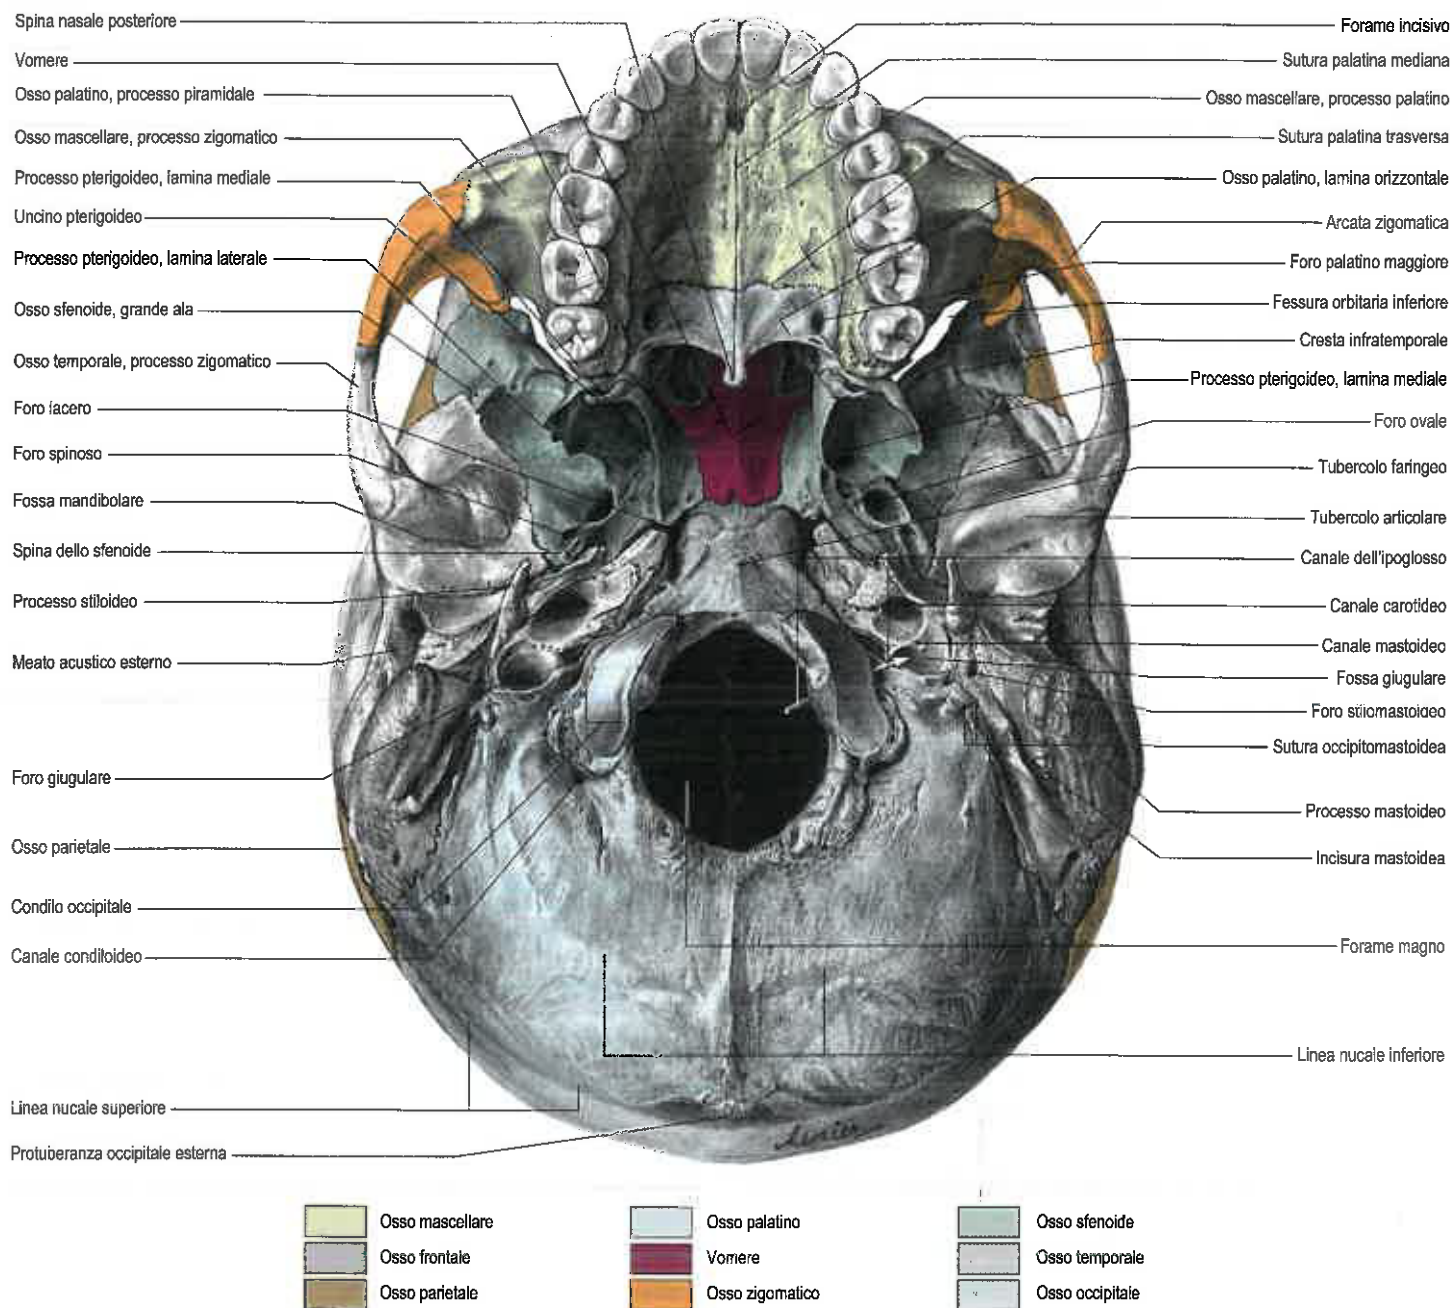 Spina nasale posteriore
Vomere
Osso palatino, processo piramidale
Osso mascellare, processo zigomatico
Processo pterigoideo, lamina mediale
Uncino pterigoideo
Processo pterigoideo, lamina laterale
Osso sfenoide, grande ala
Osso temporale, processo zigomatico
Foro lacero
Foro spinoso
Fossa mandibolare
Spina dello sfenoide
Processo stiloideo
Meato acustico esterno
Foro giugulare
Osso parietale
Condilo occipitale
Canale condiloideo
Linea nucale superiore
Protuberanza occipitale esterna
Forame incisivo
Sutura palatina mediana
Osso mascellare, processo palatino
Sutura palatina trasversa
Osso palatino, lamina orizzontale
Arcata zigomatica
Foro palatino maggiore
Fessura orbitaria inferiore
Cresta infratemporale
Processo pterigoideo, lamina mediale
Foro ovale
Tubercolo faringeo
Tubercolo articolare
Canale dell'ipoglosso
Canale carotideo
Canale mastoideo
Fossa giugulare
Foro stilomastoideo
Sutura occipitomastoidea
Processo mastoideo
Incisura mastoidea
Forame magno
Linea nucale inferiore
Osso mascellare
Osso palatino
Osso sfenoide
Osso frontale
Vomere
Osso temporale
Osso parietale
Osso zigomatico
Osso occipitale